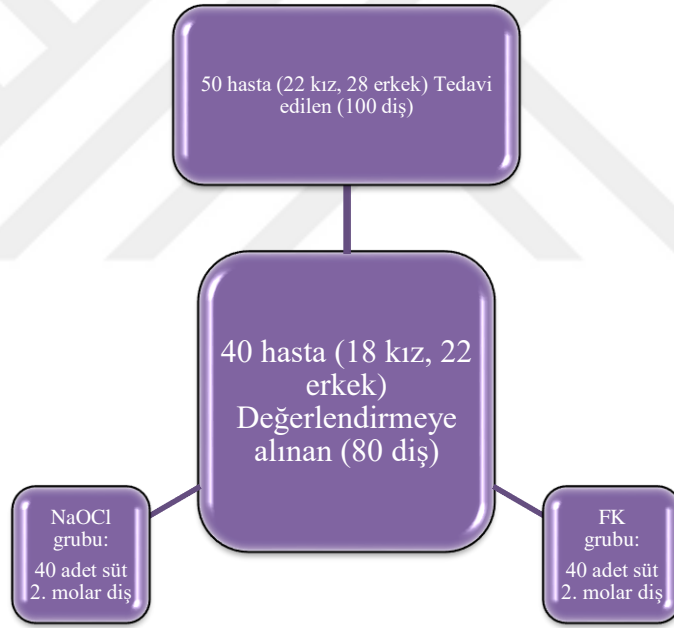 50 hasta (22 kız, 28 erkek) Tedavi
edilen (100 diş)
40 hasta (18 kız, 22
erkek)
Değerlendirmeye
alınan (80 diş)
NaOCl
grubu:
40 adet süt
2. molar diş
FK
grubu:
40 adet süt
2. molar diş